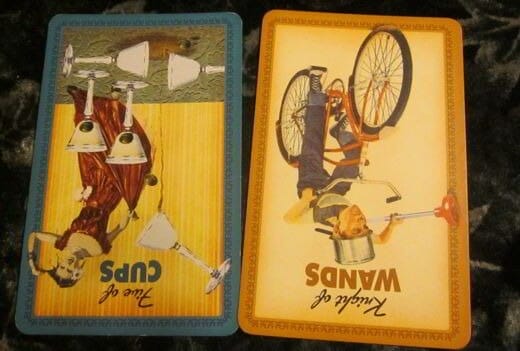 Five of
CUPS
Knight of
WANDS